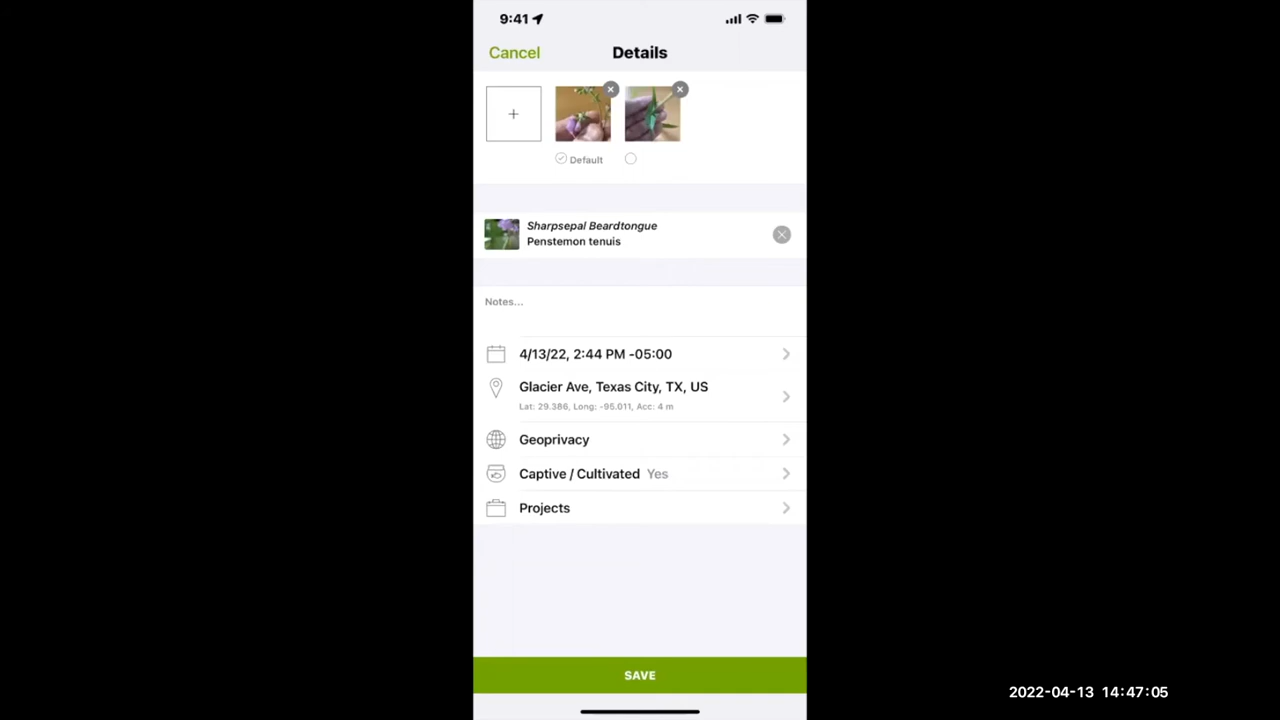 9:41
Cancel
Details
Default
Sharpsepal Beardtongue
Penstemon tenuis
Notes...
4/13/22, 2:44 PM -05:00
Glacier Ave, Texas City, TX, US
Lat: 29.386, Long: -95.011, Acc: 4 m
Geoprivacy
Captive / Cultivated Yes
Projects
SAVE
2022-04-13 14:47:05